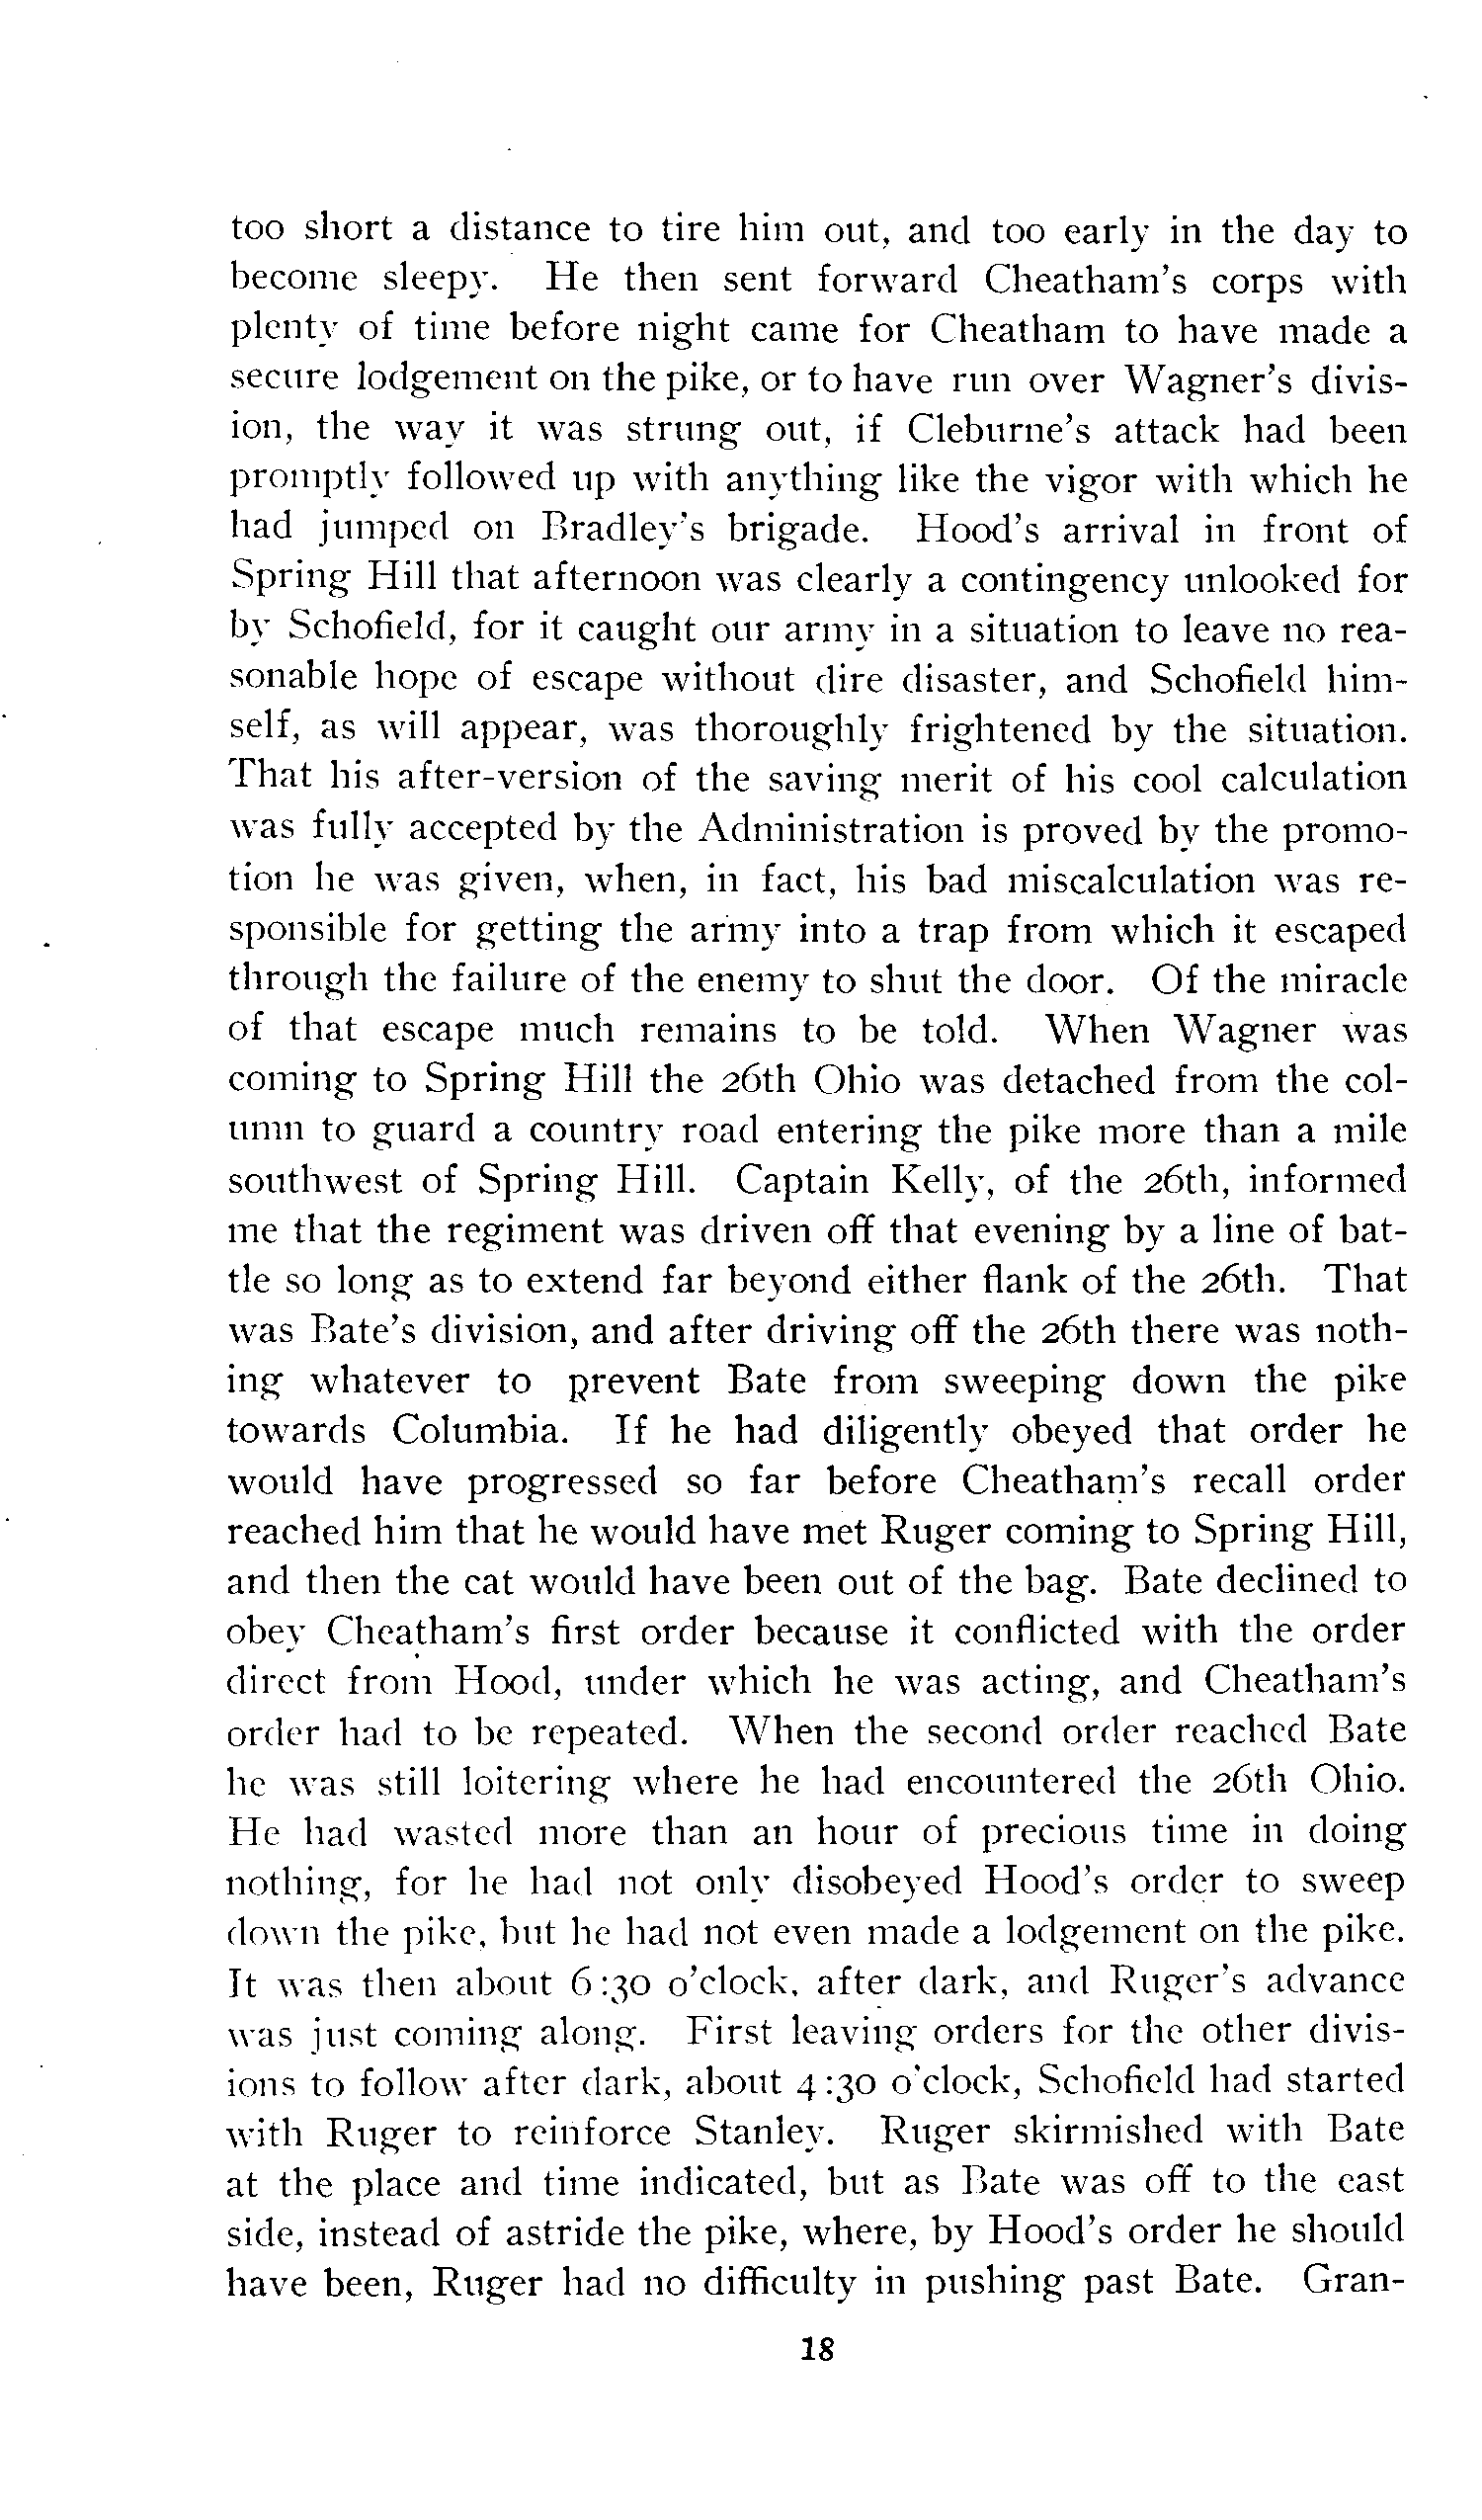 too short a distance to tire him out, and too early in the day to
become sleepy. He then sent forward Cheatham's corps with
plenty of time before night came for Cheatham to have made a
secure lodgement on the pike, or to have run over Wagner's divis-
ion, the way it was strung out, if Cleburne's attack had been
promptly followed up with anything like the vigor with which he
had jumped on Bradley's brigade. Hood's arrival in front of
Spring Hill that afternoon was clearly a contingency unlooked for
by Schofield, for it caught our army in a situation to leave no rea-
sonable hope of escape without dire disaster, and Schofield him-
self, as will appear, was thoroughly frightened by the situation.
That his after-version of the saving merit of his cool calculation
was fully accepted by the Administration is proved by the promo-
tion he was given, when, in fact, his bad miscalculation was re-
sponsible for getting the army into a trap from which it escaped
through the failure of the enemy to shut the door. Of the miracle
of that escape much remains to be told. When Wagner was
coming to Spring Hill the 26th Ohio was detached from the col-
umn to guard a country road entering the pike more than a mile
southwest of Spring Hill. Captain Kelly, of the 26th, informed
me that the regiment was driven off that evening by a line of bat-
tle so long as to extend far beyond either flank of the 26th. That
was Bate's division, and after driving off the 26th there was noth-
ing whatever to prevent Bate from sweeping down the pike
towards Columbia. If he had diligently obeyed that order he
would have progressed so far before Cheatham's recall order
reached him that he would have met Ruger coming to Spring Hill,
and then the cat would have been out of the bag. Bate declined to
obey Cheatham's first order because it conflicted with the order
direct from Hood, under which he was acting, and Cheatham's
order had to be repeated. When the second order reached Bate
he was still loitering where he had encountered the 26th Ohio.
He had wasted more than an hour of precious time in doing
nothing, for he had not only disobeyed Hood's order to sweep
down the pike, but he had not even made a lodgement on the pike.
It was then about 6:30 o'clock, after dark, and Ruger's advance
was just coming along. First leaving orders for the other divis-
ions to follow after dark, about 4:30 o'clock, Schofield had started
with Ruger to reinforce Stanley. Ruger skirmished with Bate
at the place and time indicated, but as Bate was off to the east
side, instead of astride the pike, where, by Hood's order he should
have been, Ruger had no difficulty in pushing past Bate. Gran-
18